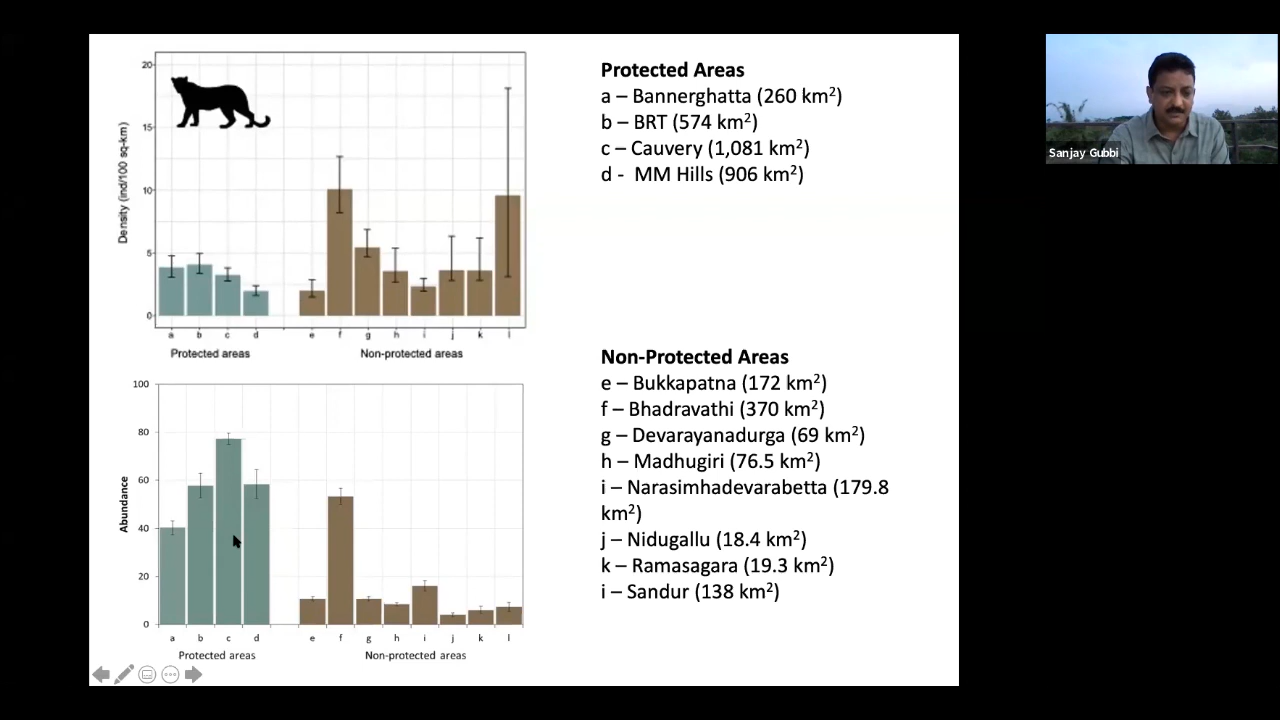 20
15
10
5
0
Density (ind/100 sq-km)
a b c d e f g h i j k l
Protected areas Non-protected areas
100
80
60
40
20
0
Abundance
a b c d e f g h i j k l
Protected areas Non-protected areas
Protected Areas
a – Bannerghatta (260 km²)
b – BRT (574 km²)
c – Cauvery (1,081 km²)
d - MM Hills (906 km²)
Non-Protected Areas
e – Bukkapatna (172 km²)
f – Bhadravathi (370 km²)
g – Devarayanadurga (69 km²)
h – Madhugiri (76.5 km²)
i – Narasimhadevarabetta (179.8
km²)
j – Nidugallu (18.4 km²)
k – Ramasagara (19.3 km²)
i – Sandur (138 km²)
Sanjay Gubbi